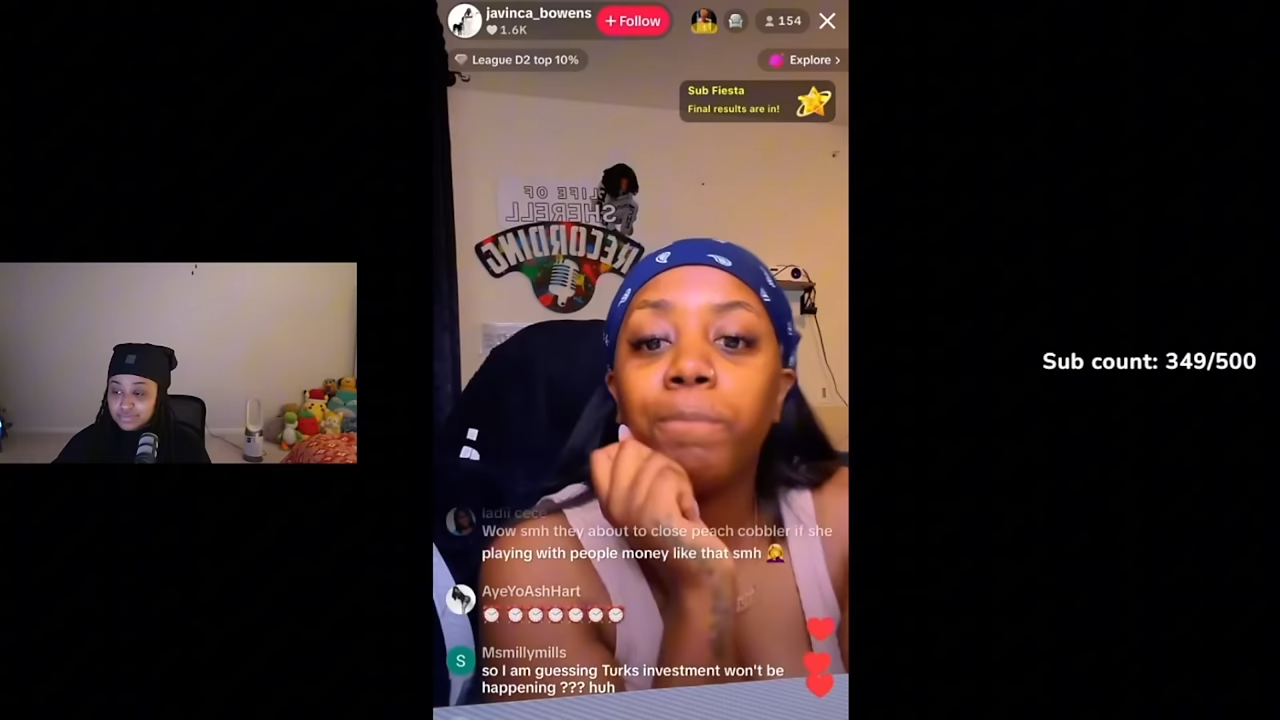 javinca_bowens
1.6K
+ Follow
154
League D2 top 10%
Explore >
Sub Fiesta
Final results are in!
LIFE OF
SHERELL
RECORDING
Sub count: 349/500
ladii cece
Wow smh they about to close peach cobbler if she
playing with people money like that smh 🤦‍♀️
AyeYoAshHart
⏰ ⏰ ⏰ ⏰ ⏰ ⏰ ⏰
S
Msmillymills
so I am guessing Turks investment won't be
happening ??? huh